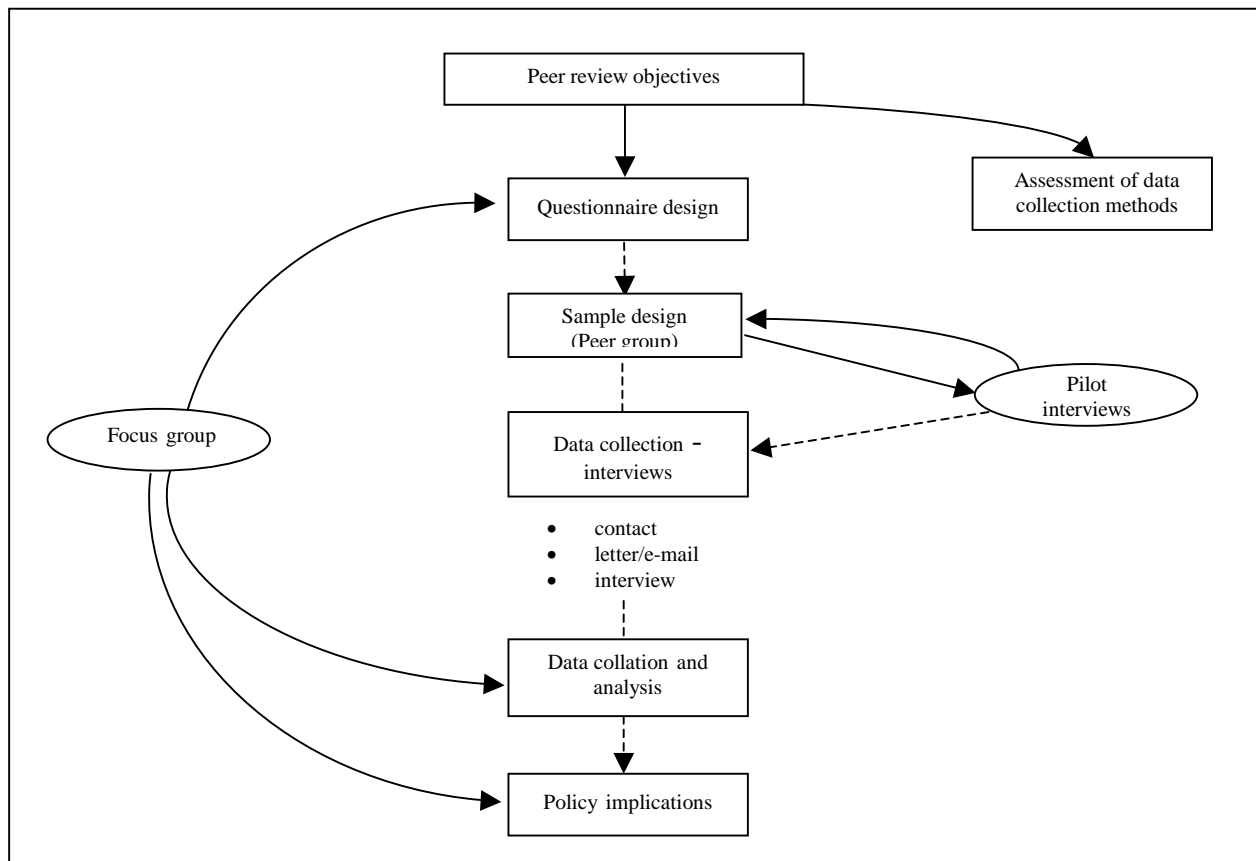 Peer review objectives
Assessment of data
collection methods
Questionnaire design
Sample design
(Peer group)
Pilot
interviews
Focus group
Data collection -
interviews
• contact
• letter/e-mail
• interview
Data collation and
analysis
Policy implications